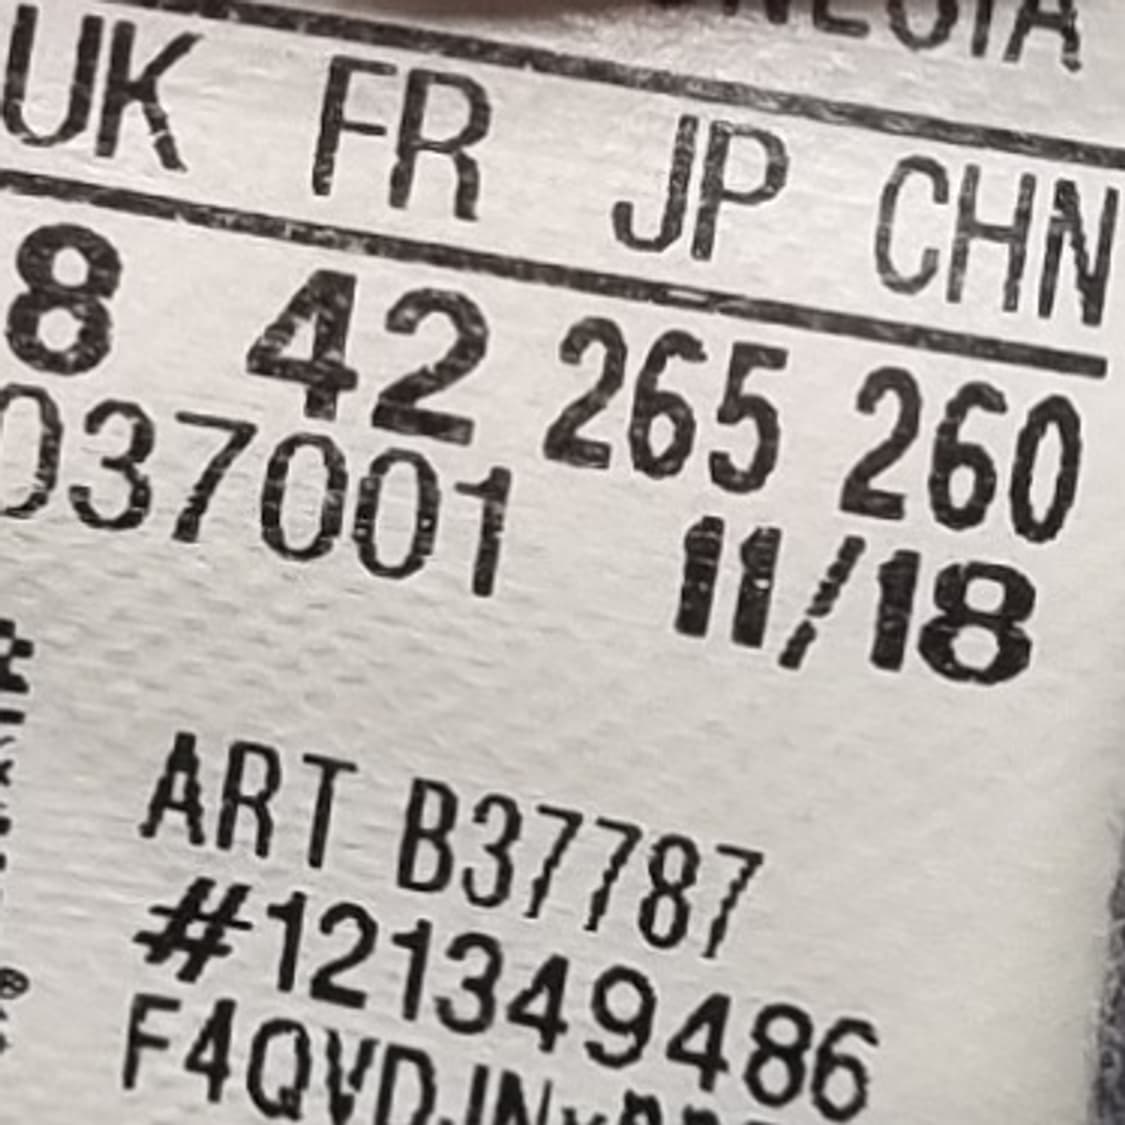 UK FR JP CHN
8 42 265 260
037001 11/18
ART B37787
#121349486